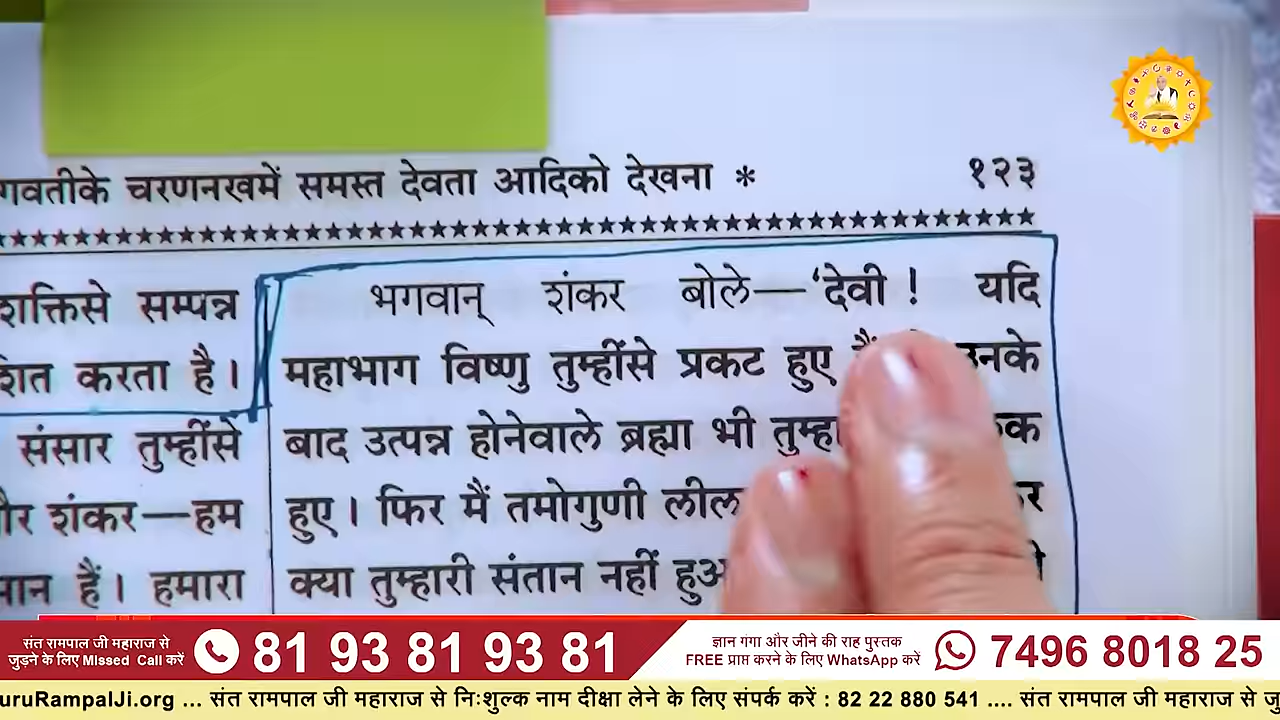 गवतीके चरणनखमें समस्त देवता आदिको देखना * १२३
★★★★★★★★★★★★★★★★★★★★★★★★★★★★★★★★★★★★★★★★★★★★★★★★★★★★★★★★★★★★
शक्तिसे सम्पन्न
शित करता है।
संसार तुम्हींसे
शंकर—हम
हैं। हमारा
भगवान् शंकर बोले—‘देवी ! यदि
महाभाग विष्णु तुम्हींसे प्रकट हुए
बाद उत्पन्न होनेवाले ब्रह्मा भी
हुए। फिर मैं तमोगुणी
क्या तुम्हारी संतान नहीं
संत रामपाल जी महाराज से
जुड़ने के लिए Missed Call करें
81 93 81 93 81
ज्ञान गंगा और जीने की राह पुस्तक
FREE प्राप्त करने के लिए WhatsApp करें
7496 8018 25
uruRampalJi.org ... संत रामपाल जी महाराज से निःशुल्क नाम दीक्षा लेने के लिए संपर्क करें : 82 22 880 541 .... संत रामपाल जी महाराज से